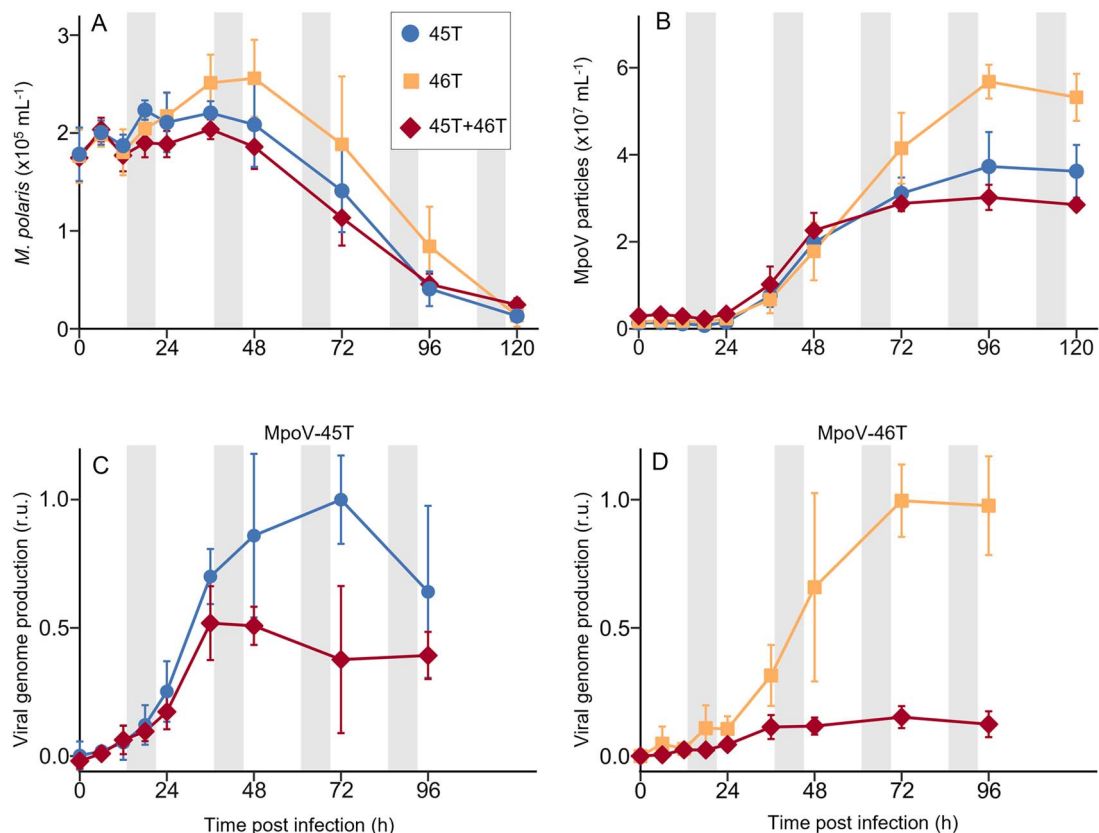 A
B
45T
46T
45T+46T
M. polaris (x10⁵ mL⁻¹)
3
2
1
0
0 24 48 72 96 120
MpoV particles (x10⁷ mL⁻¹)
6
4
2
0
0 24 48 72 96 120
MpoV-45T
C
Viral genome production (r.u.)
1.0
0.5
0.0
0 24 48 72 96
Time post infection (h)
MpoV-46T
D
Viral genome production (r.u.)
1.0
0.5
0.0
0 24 48 72 96
Time post infection (h)